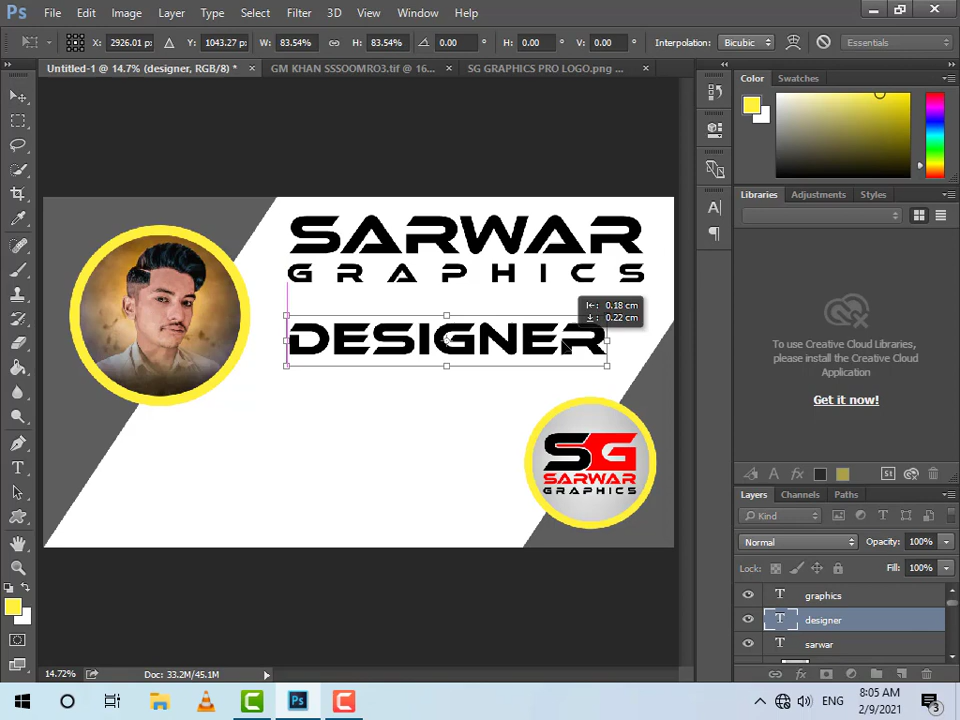 Ps File Edit Image Layer Type Select Filter 3D View Window Help
X: 2926.01 p: Y: 1043.27 p: W: 83.54% H: 83.54% 0.00 ° H: 0.00 ° V: 0.00 ° Interpolation: Bicubic Essentials
Untitled-1 @ 14.7% (designer, RGB/8) * × GM KHAN SSSOOMRO3.tif @ 16... × SG GRAPHICS PRO LOGO.png ... ×
Color Swatches
Libraries Adjustments Styles
SARWAR
GRAPHICS
0.18 cm
0.22 cm
DESIGNER
SG
SARWAR
GRAPHICS
To use Creative Cloud Libraries,
please install the Creative Cloud
application
Get it now!
St
Layers Channels Paths
Kind
Normal Opacity: 100%
Lock: Fill: 100%
T graphics
T designer
T sarwar
fx
14.72% Doc: 33.2M/45.1M
ENG
8:05 AM
2/9/2021
3